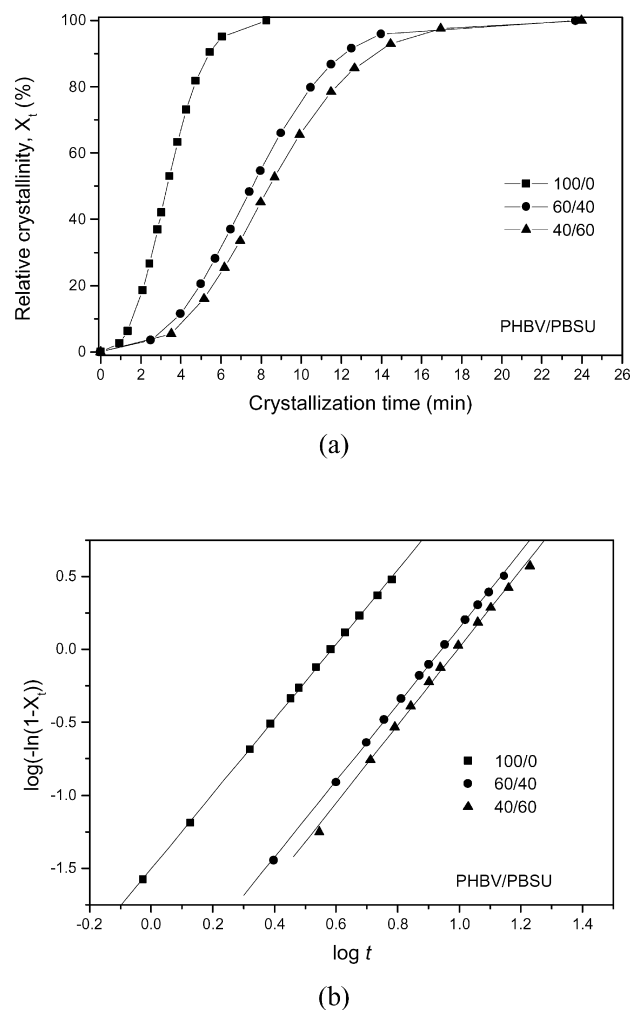 100
80
60
40
20
0
Relative crystallinity, Xt (%)
100/0
60/40
40/60
PHBV/PBSU
0 2 4 6 8 10 12 14 16 18 20 22 24 26
Crystallization time (min)
(a)
0.5
0.0
-0.5
-1.0
-1.5
log(-ln(1-Xt))
100/0
60/40
40/60
PHBV/PBSU
-0.2 0.0 0.2 0.4 0.6 0.8 1.0 1.2 1.4
log t
(b)